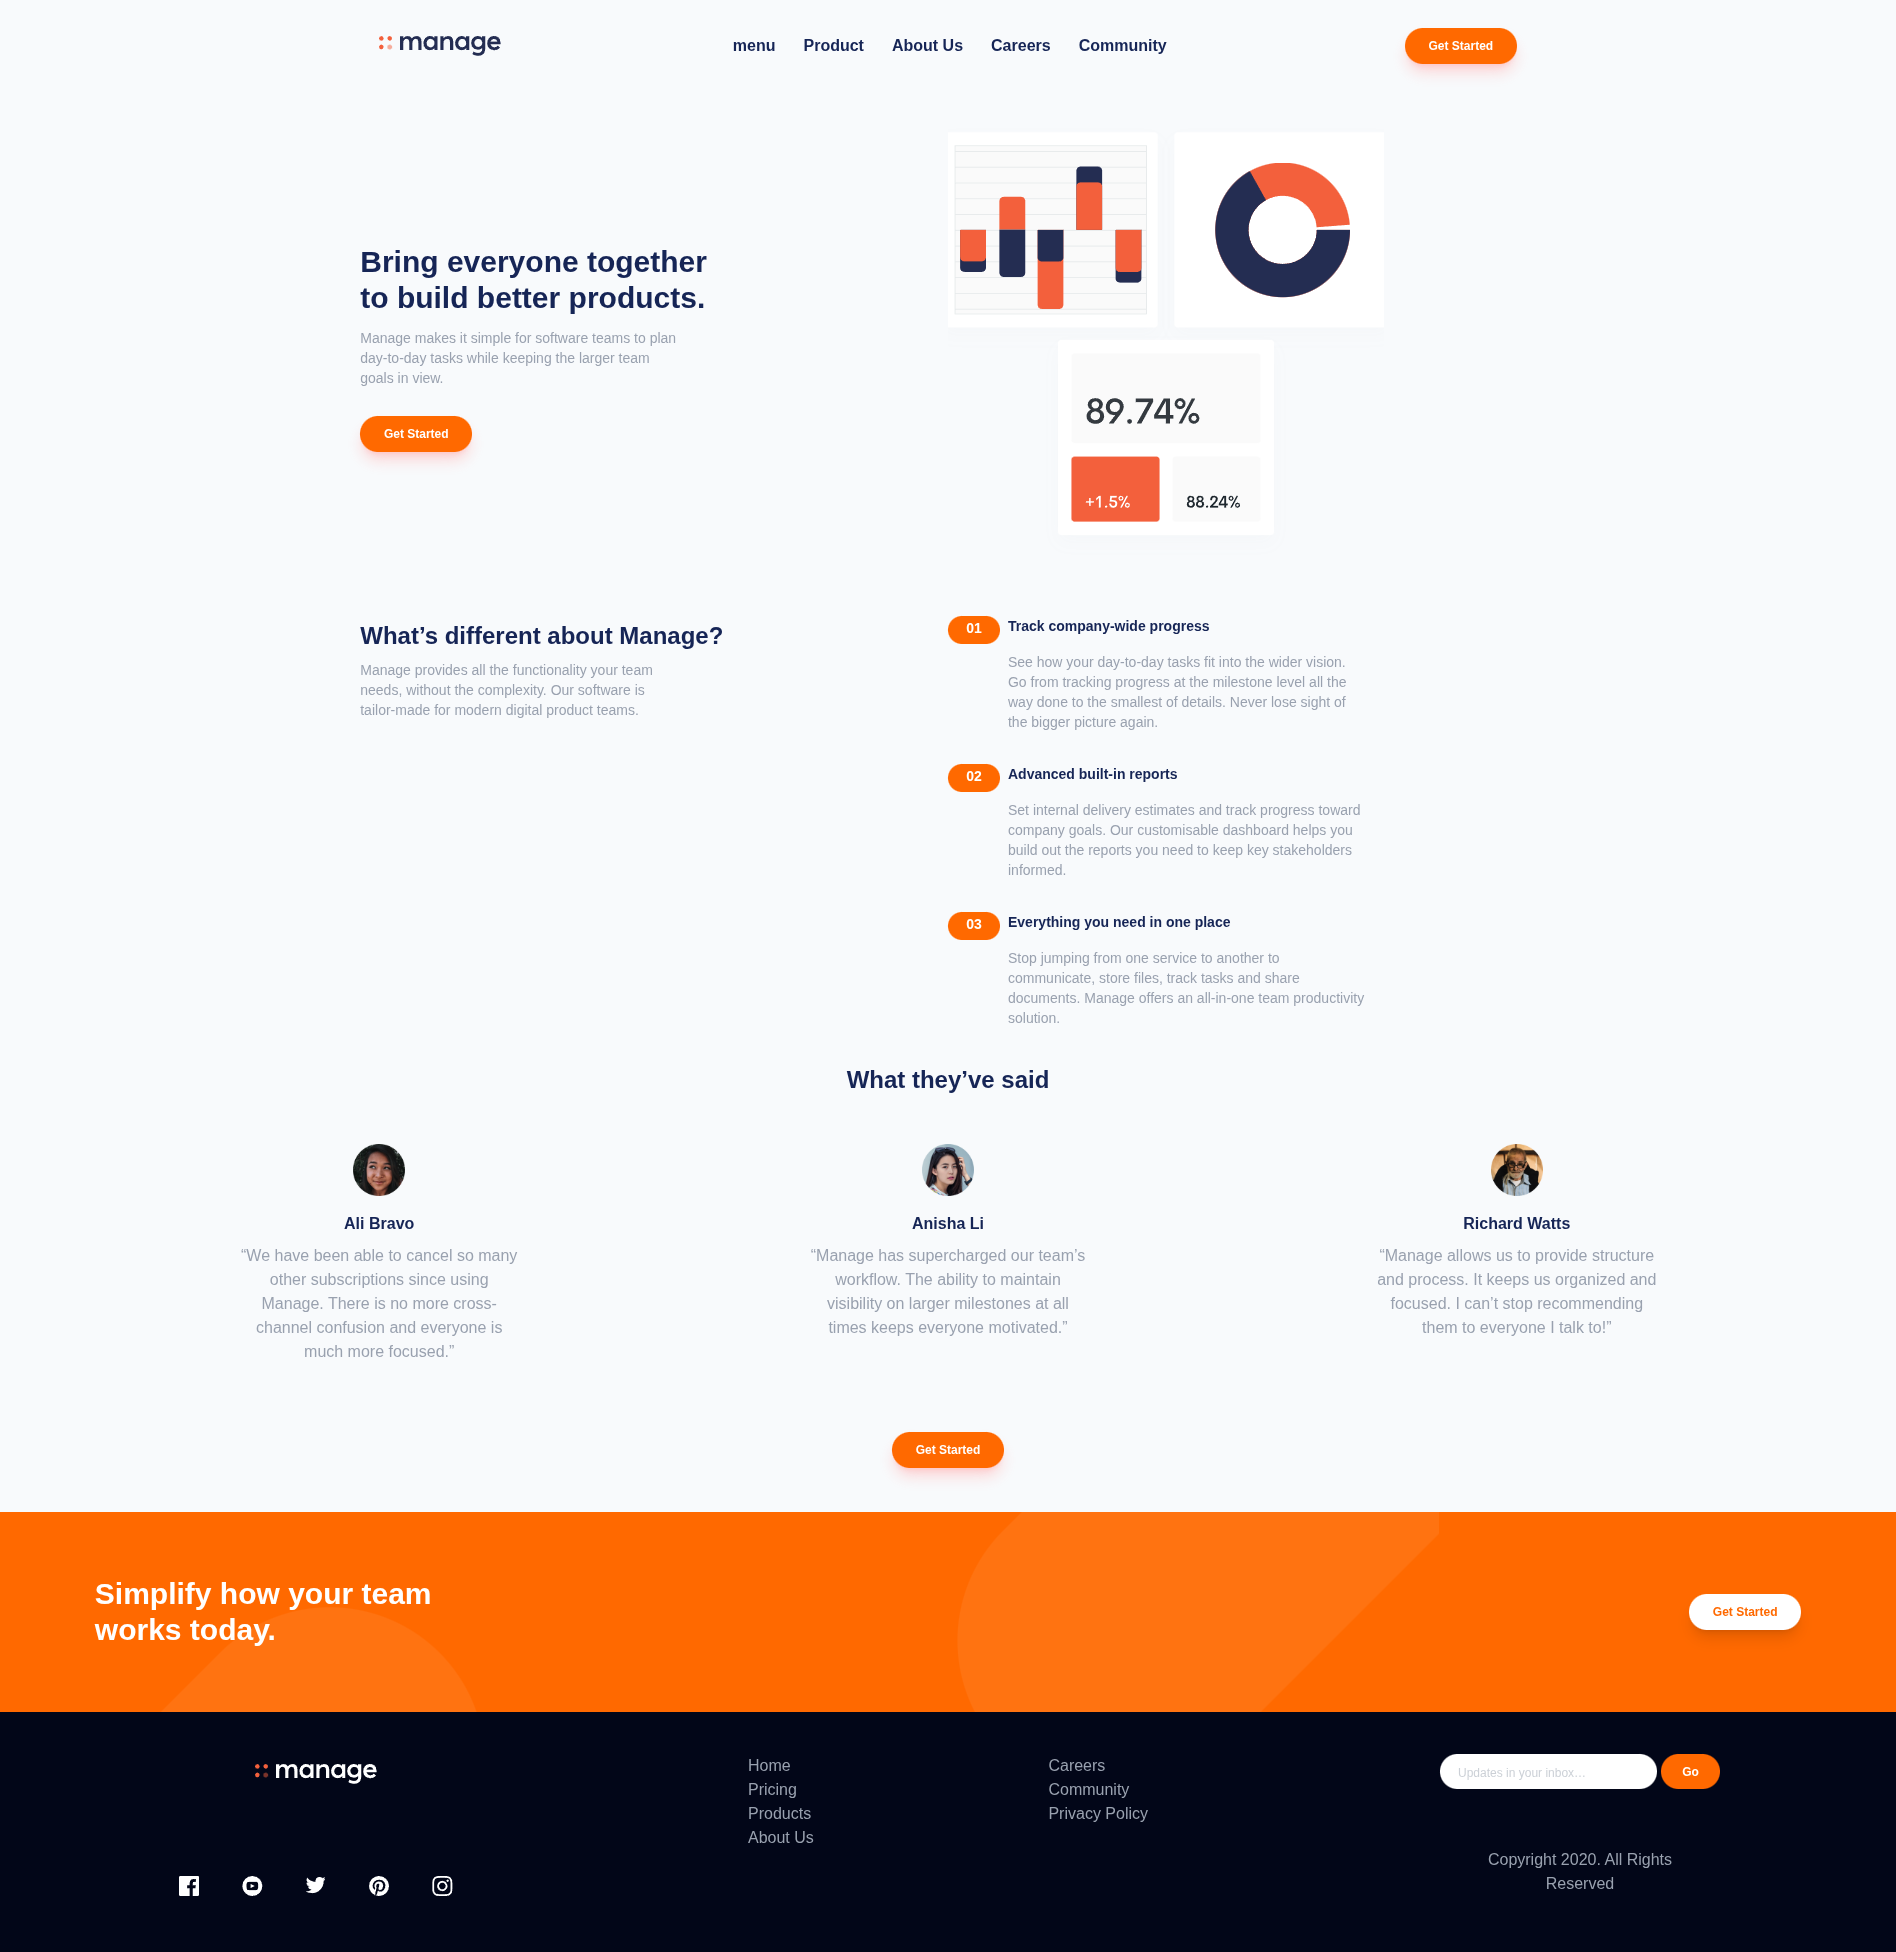 manage
menu Product About Us Careers Community
Get Started
Bring everyone together
to build better products.
Manage makes it simple for software teams to plan
day-to-day tasks while keeping the larger team
goals in view.
Get Started
89.74%
+1.5%
88.24%
What’s different about Manage?
Manage provides all the functionality your team
needs, without the complexity. Our software is
tailor-made for modern digital product teams.
01 Track company-wide progress
See how your day-to-day tasks fit into the wider vision.
Go from tracking progress at the milestone level all the
way done to the smallest of details. Never lose sight of
the bigger picture again.
02 Advanced built-in reports
Set internal delivery estimates and track progress toward
company goals. Our customisable dashboard helps you
build out the reports you need to keep key stakeholders
informed.
03 Everything you need in one place
Stop jumping from one service to another to
communicate, store files, track tasks and share
documents. Manage offers an all-in-one team productivity
solution.
What they’ve said
Ali Bravo
“We have been able to cancel so many
other subscriptions since using
Manage. There is no more cross-
channel confusion and everyone is
much more focused.”
Anisha Li
“Manage has supercharged our team’s
workflow. The ability to maintain
visibility on larger milestones at all
times keeps everyone motivated.”
Richard Watts
“Manage allows us to provide structure
and process. It keeps us organized and
focused. I can’t stop recommending
them to everyone I talk to!”
Get Started
Simplify how your team
works today.
Get Started
manage
Home
Pricing
Products
About Us
Careers
Community
Privacy Policy
Updates in your inbox…
Go
Copyright 2020. All Rights
Reserved